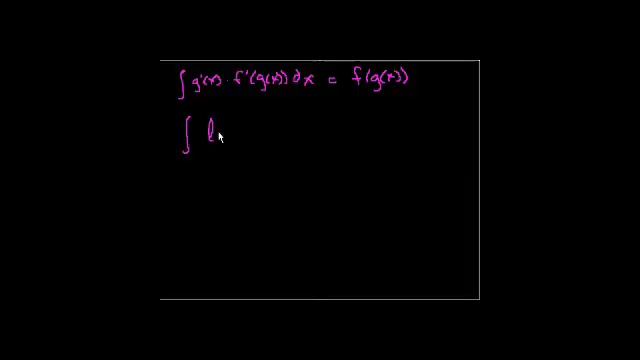 ∫ g'(x) · f'(g(x)) dx = f(g(x))
∫ l